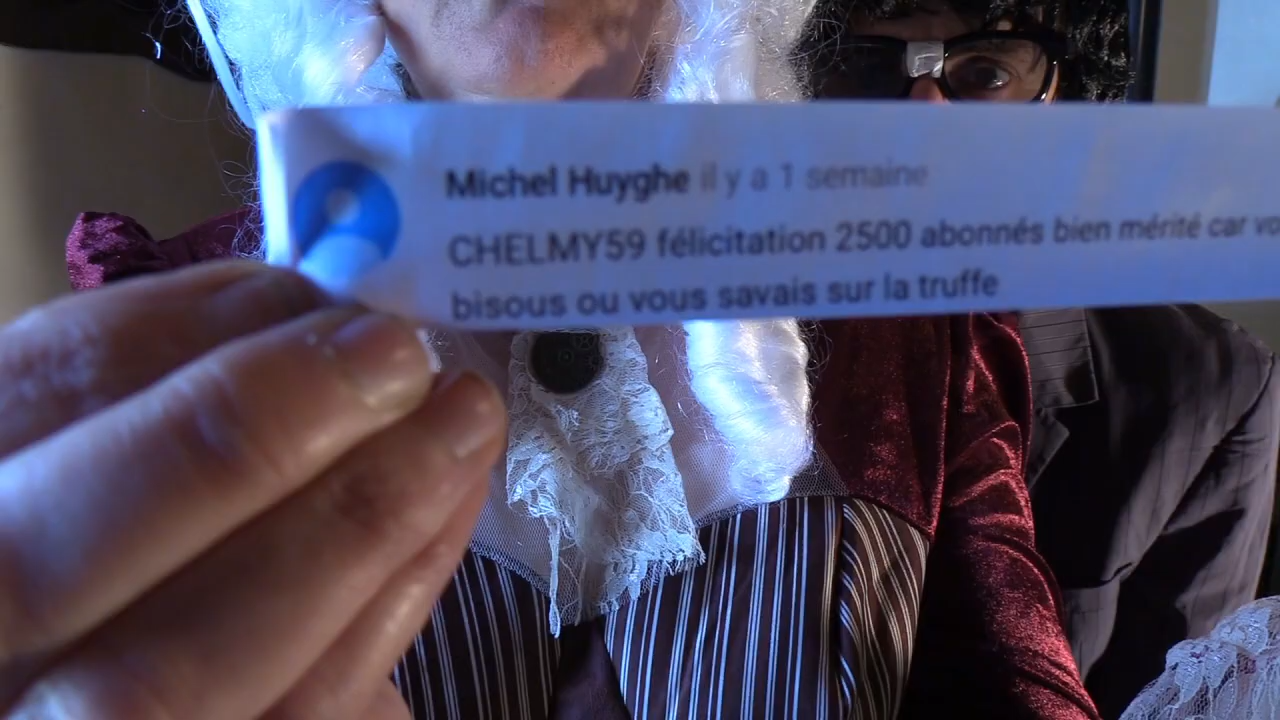 Michel Huyghe il y a 1 semaine
CHELMY59 félicitation 2500 abonnés bien mérité car vo
bisous ou vous savais sur la truffe